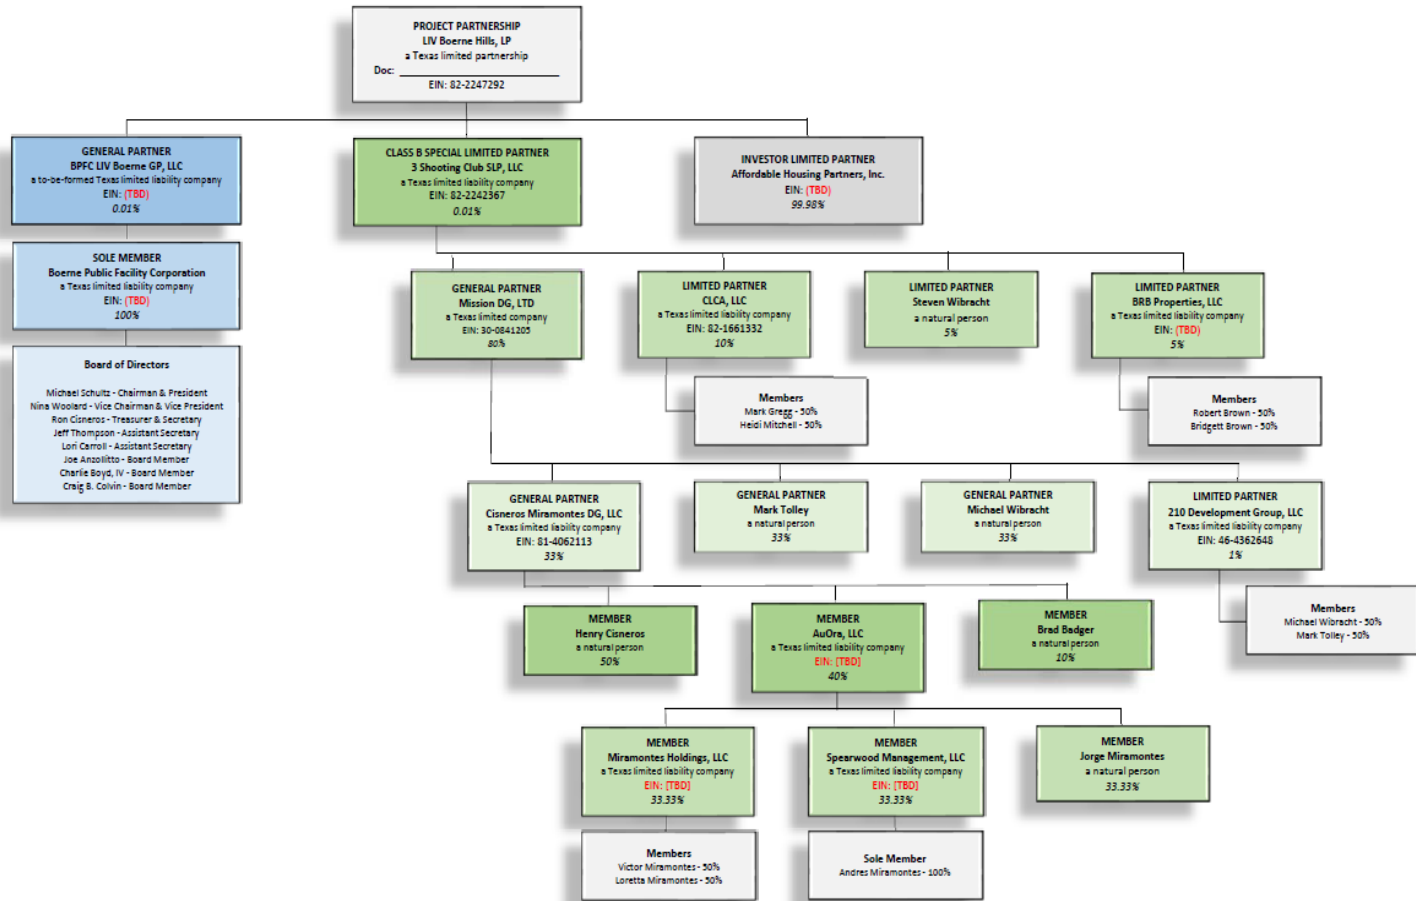 PROJECT PARTNERSHIP
LIV Boerne Hills, LP
a Texas limited partnership
Doc:
EIN: 82-2247292
GENERAL PARTNER
BPFC LIV Boerne GP, LLC
a to-be-formed Texas limited liability company
EIN: (TBD)
0.01%
CLASS B SPECIAL LIMITED PARTNER
3 Shooting Club SLP, LLC
a Texas limited liability company
EIN: 82-2242367
0.01%
INVESTOR LIMITED PARTNER
Affordable Housing Partners, Inc.
EIN: (TBD)
99.98%
SOLE MEMBER
Boerne Public Facility Corporation
a Texas limited liability company
EIN: (TBD)
100%
GENERAL PARTNER
Mission DG, LTD
a Texas limited company
EIN: 30-0841205
80%
LIMITED PARTNER
CLCA, LLC
a Texas limited liability company
EIN: 82-1661332
10%
LIMITED PARTNER
Steven Wibracht
a natural person
5%
LIMITED PARTNER
BRB Properties, LLC
a Texas limited liability company
EIN: (TBD)
5%
Board of Directors
Michael Schultz - Chairman & President
Nina Woolard - Vice Chairman & Vice President
Ron Cisneros - Treasurer & Secretary
Jeff Thompson - Assistant Secretary
Lori Carroll - Assistant Secretary
Joe Anzollitto - Board Member
Charlie Boyd, IV - Board Member
Craig B. Colvin - Board Member
Members
Mark Gregg - 50%
Heidi Mitchell - 50%
Members
Robert Brown - 50%
Bridgett Brown - 50%
GENERAL PARTNER
Cisneros Miramontes DG, LLC
a Texas limited liability company
EIN: 81-4062113
33%
GENERAL PARTNER
Mark Tolley
a natural person
33%
GENERAL PARTNER
Michael Wibracht
a natural person
33%
LIMITED PARTNER
210 Development Group, LLC
a Texas limited liability company
EIN: 46-4362648
1%
MEMBER
Henry Cisneros
a natural person
50%
MEMBER
AuOra, LLC
a Texas limited liability company
EIN: [TBD]
40%
MEMBER
Brad Badger
a natural person
10%
Members
Michael Wibracht - 50%
Mark Tolley - 50%
MEMBER
Miramontes Holdings, LLC
a Texas limited liability company
EIN: [TBD]
33.33%
MEMBER
Spearwood Management, LLC
a Texas limited liability company
EIN: [TBD]
33.33%
MEMBER
Jorge Miramontes
a natural person
33.33%
Members
Victor Miramontes - 50%
Loretta Miramontes - 50%
Sole Member
Andres Miramontes - 100%